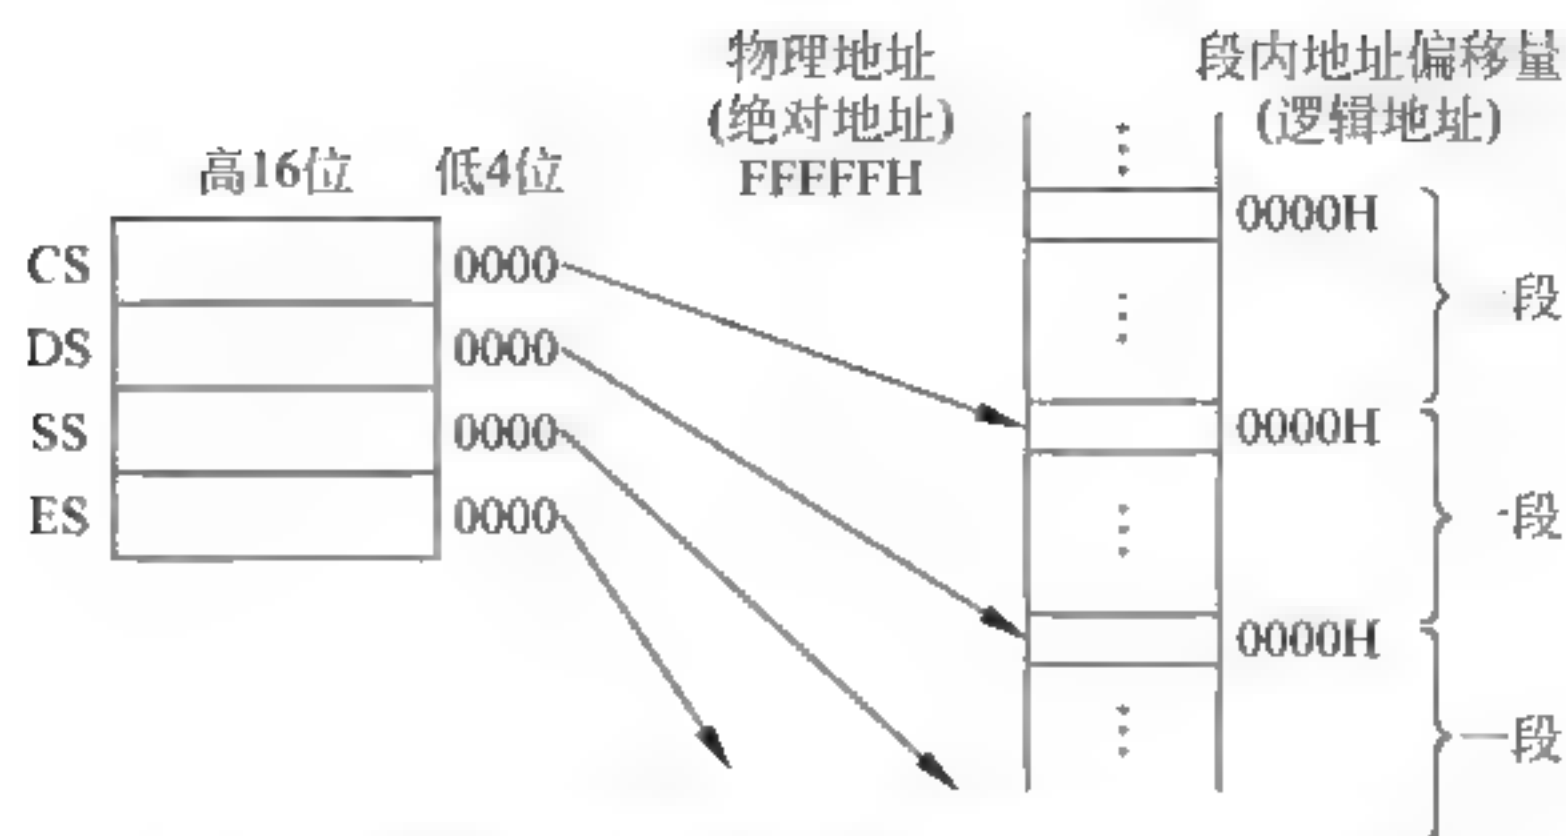 物理地址
(绝对地址)
FFFFFH
段内地址偏移量
(逻辑地址)
高16位 低4位
CS 0000
DS 0000
SS 0000
ES 0000
0000H
一段
0000H
一段
0000H
一段